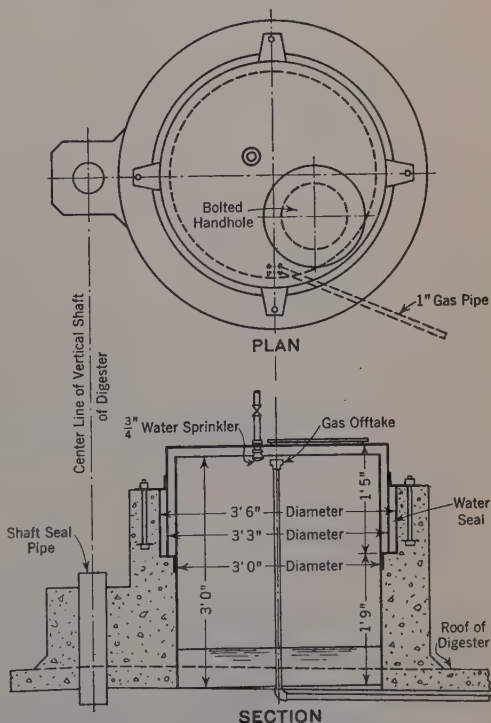 Bolted
Handhole
1" Gas Pipe
PLAN
Center Line of Vertical Shaft
of Digester
3/4" Water Sprinkler
Gas Offtake
1'5"
Water
Seal
3'6" Diameter
3'3" Diameter
3'0" Diameter
3'0"
1'9"
Shaft Seal
Pipe
Roof of
Digester
SECTION